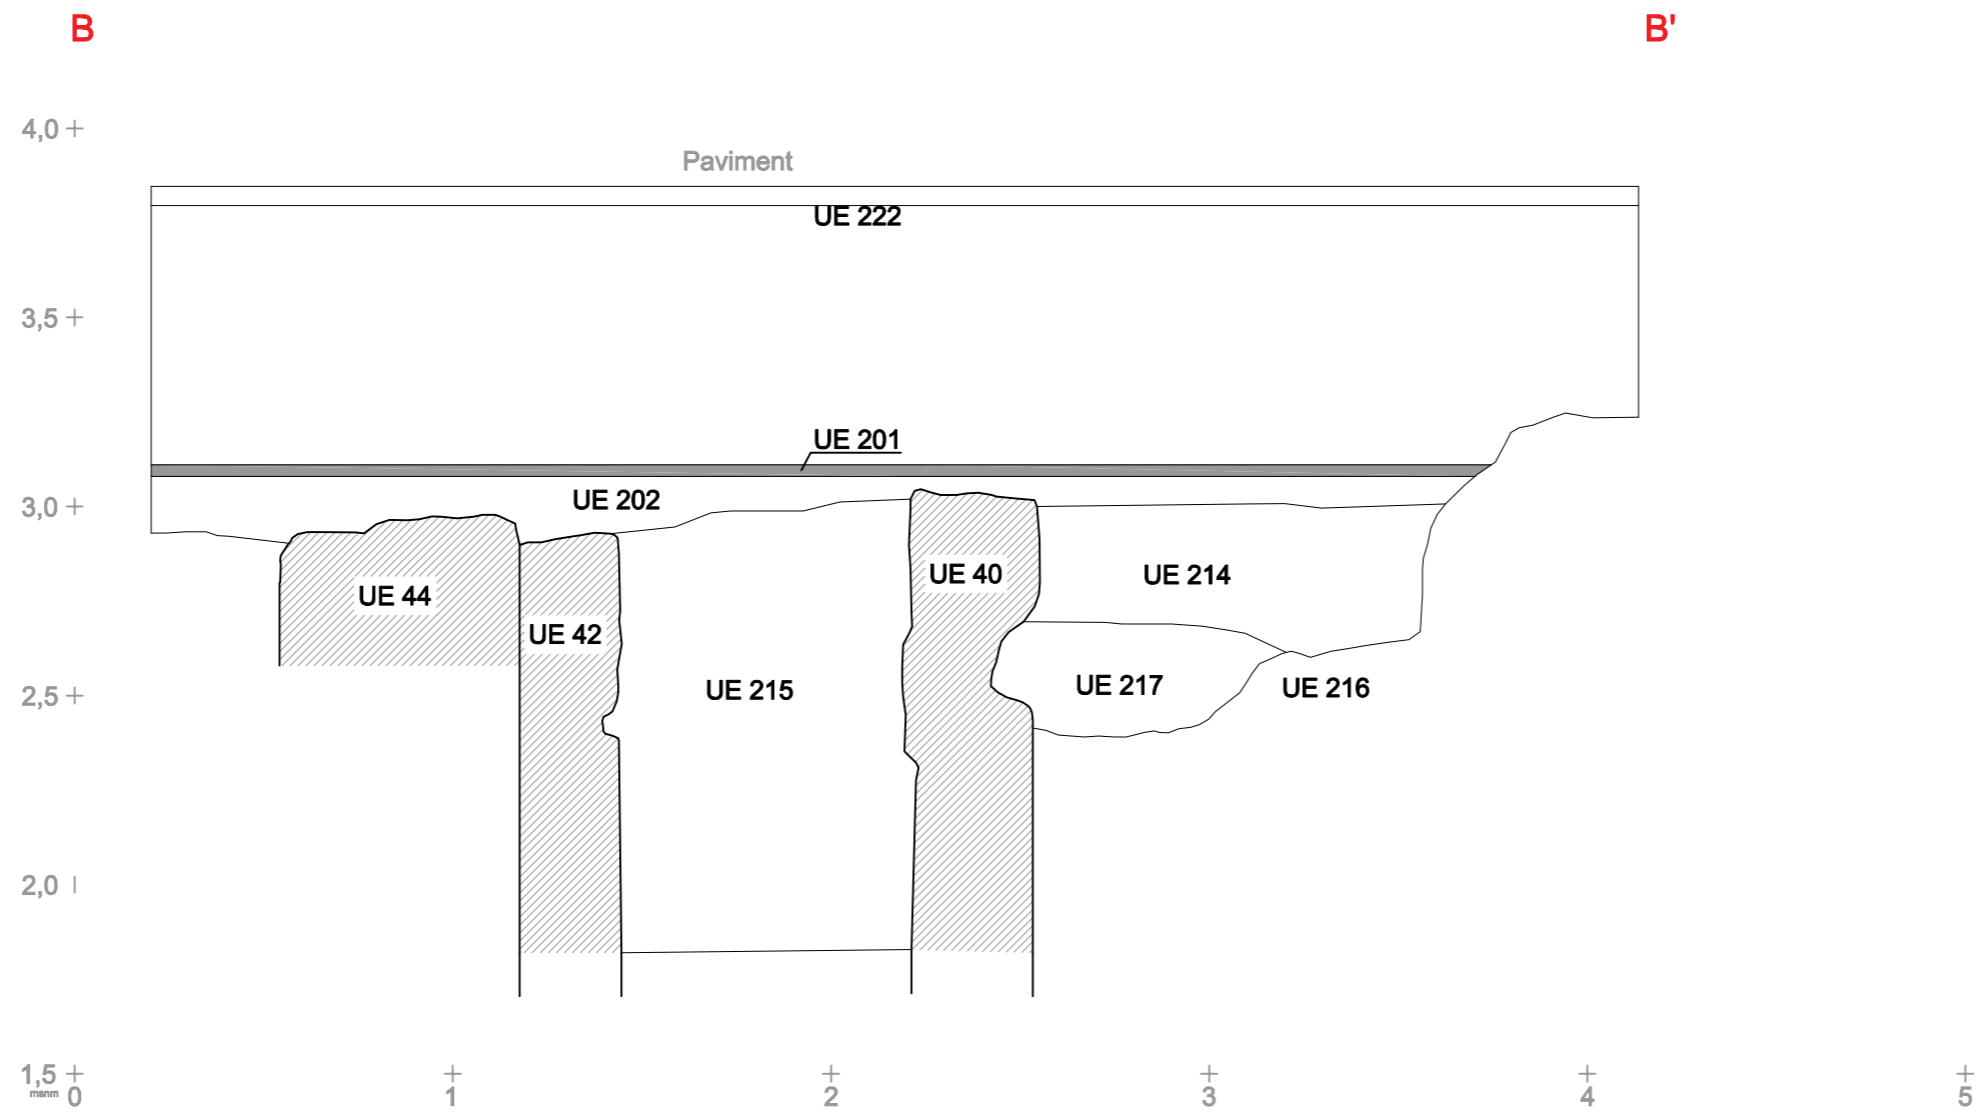 B B'
4,0
Paviment
UE 222
3,5
UE 201
3,0
UE 202
UE 40
UE 214
UE 44
UE 42
UE 217
UE 216
2,5
UE 215
2,0
1,5
msnm 0 1 2 3 4 5